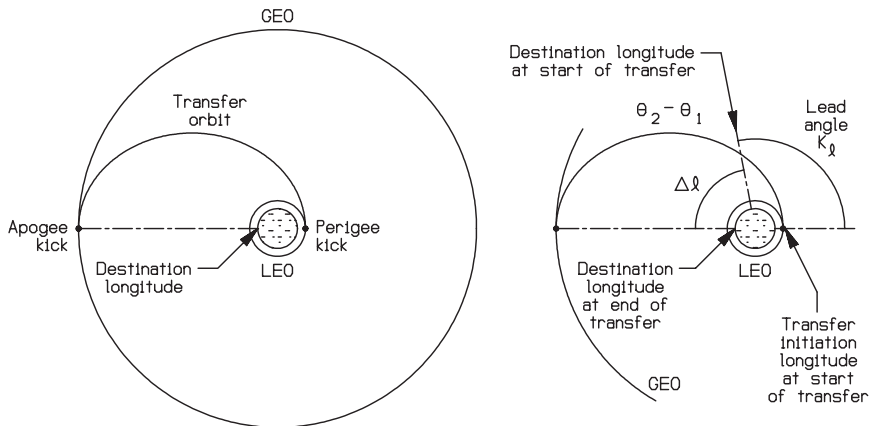 GEO
Transfer
orbit
Apogee
kick
Perigee
kick
Destination
longitude
LEO
Destination longitude
at start of transfer
θ2 - θ1
Lead
angle
Kℓ
Δℓ
Destination
longitude
at end of
transfer
LEO
Transfer
initiation
longitude
at start
of transfer
GEO